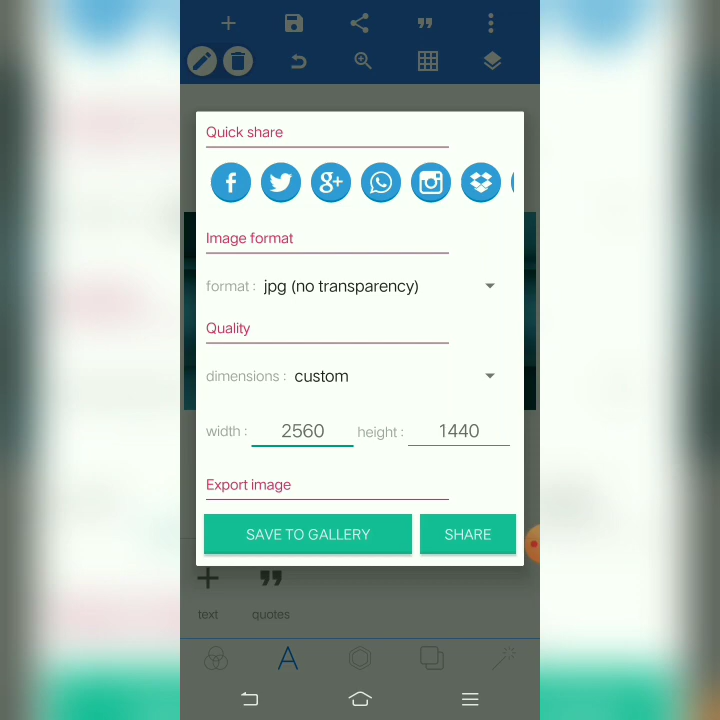 Quick share
Image format
format : jpg (no transparency)
Quality
dimensions : custom
width : 2560 height : 1440
Export image
SAVE TO GALLERY SHARE
text quotes